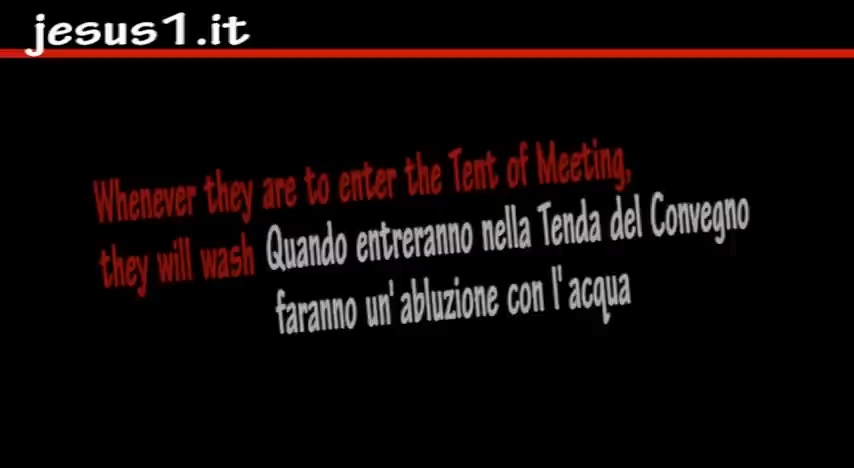 jesus1.it
Whenever they are to enter the Tent of Meeting,
they will wash
Quando entreranno nella Tenda del Convegno
faranno un' abluzione con l' acqua